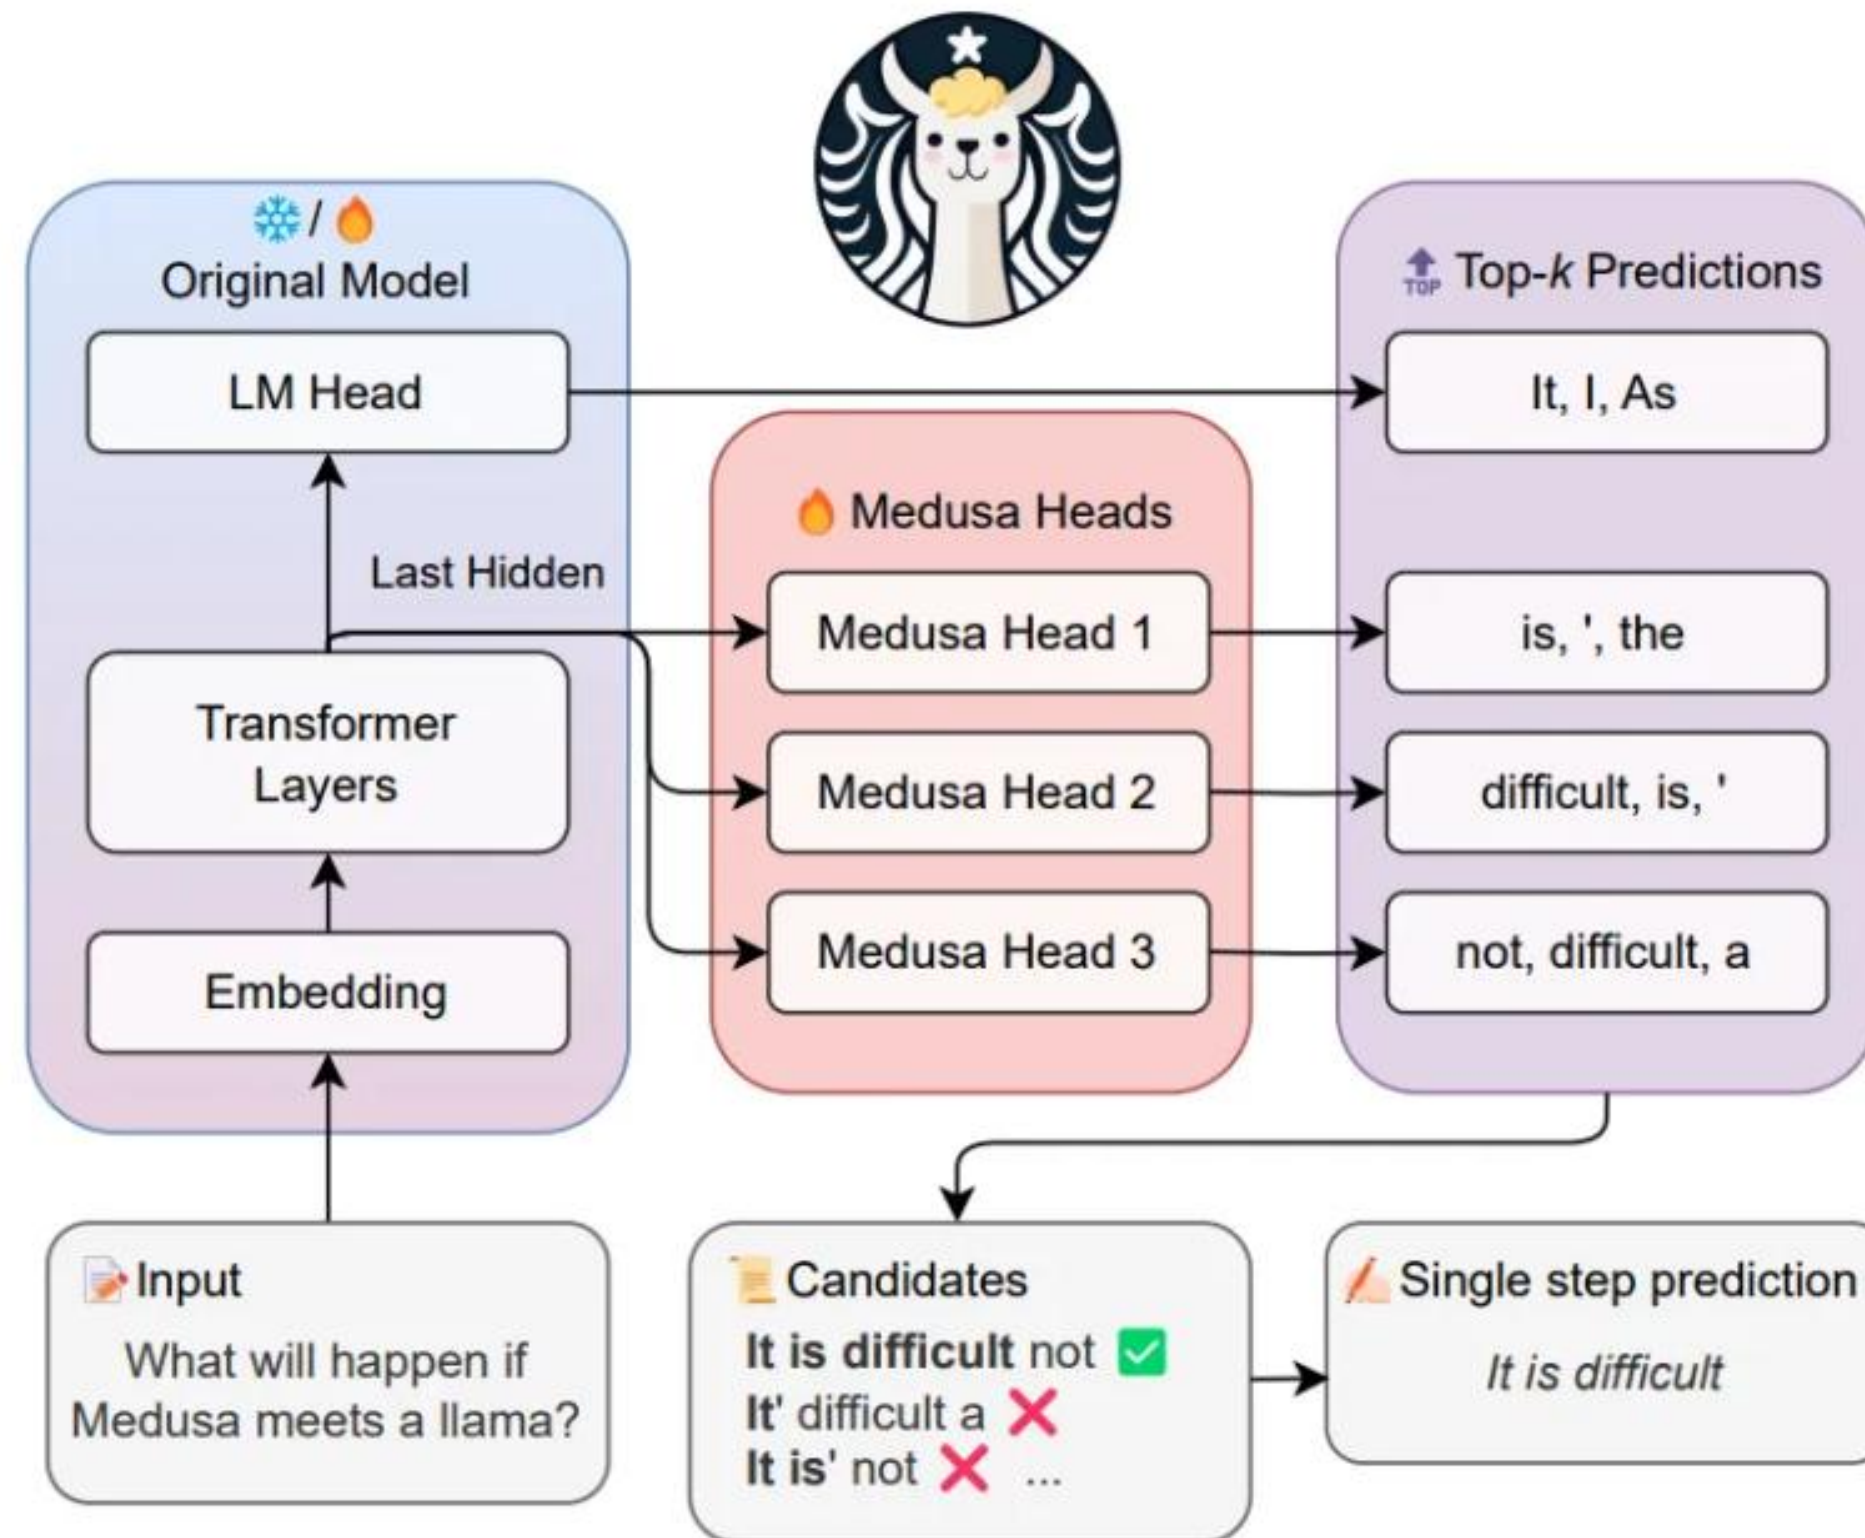 Original Model
LM Head
Last Hidden
Transformer
Layers
Embedding
Medusa Heads
Medusa Head 1
Medusa Head 2
Medusa Head 3
TOP Top-k Predictions
It, I, As
is, ', the
difficult, is, '
not, difficult, a
Input
What will happen if
Medusa meets a llama?
Candidates
It is difficult not
It' difficult a
It is' not ...
Single step prediction
It is difficult